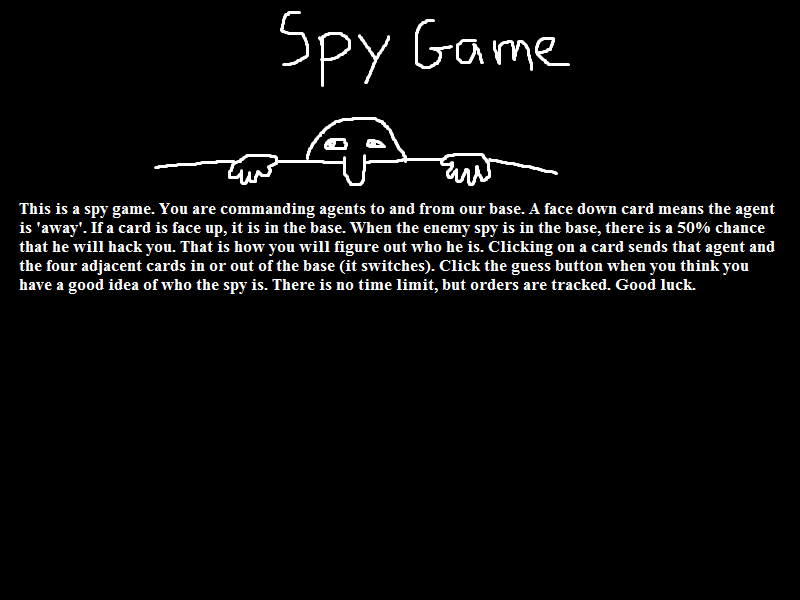 Spy Game
This is a spy game. You are commanding agents to and from our base. A face down card means the agent
is 'away'. If a card is face up, it is in the base. When the enemy spy is in the base, there is a 50% chance
that he will hack you. That is how you will figure out who he is. Clicking on a card sends that agent and
the four adjacent cards in or out of the base (it switches). Click the guess button when you think you
have a good idea of who the spy is. There is no time limit, but orders are tracked. Good luck.